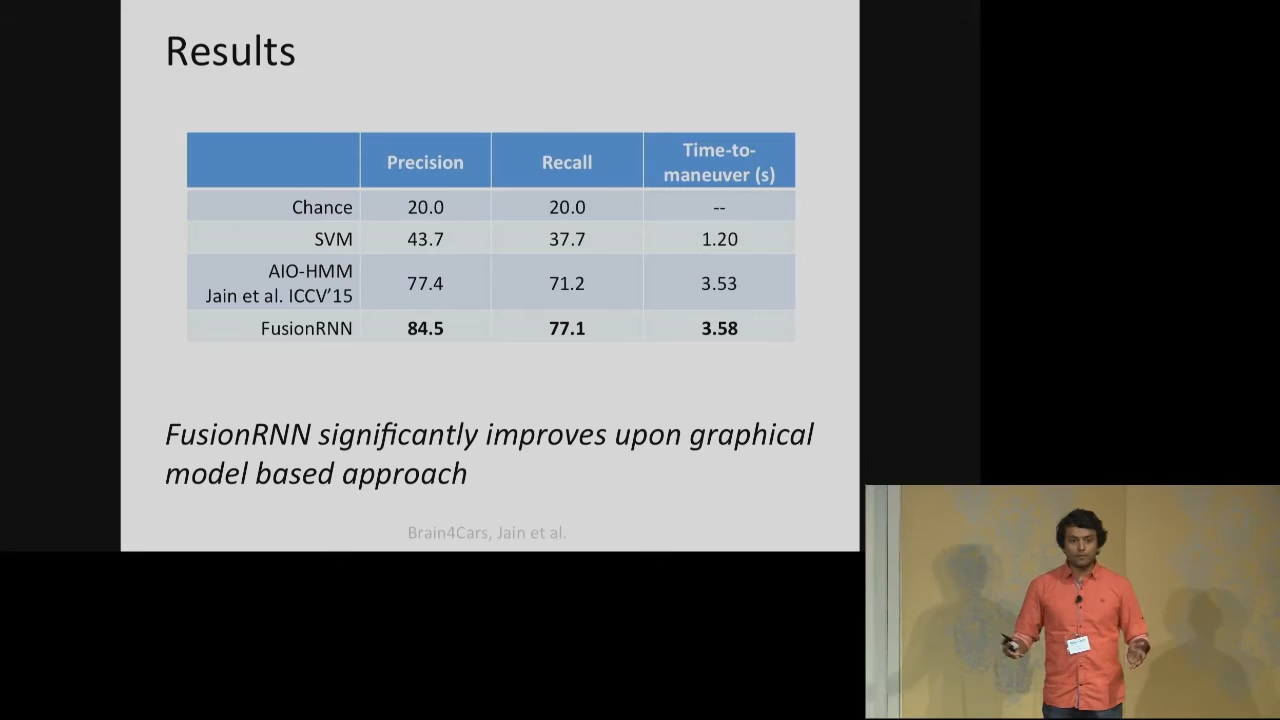 Results
Precision Recall Time-to-
maneuver (s)
Chance 20.0 20.0 --
SVM 43.7 37.7 1.20
AIO-HMM
Jain et al. ICCV'15 77.4 71.2 3.53
FusionRNN 84.5 77.1 3.58
FusionRNN significantly improves upon graphical
model based approach
Brain4Cars, Jain et al.